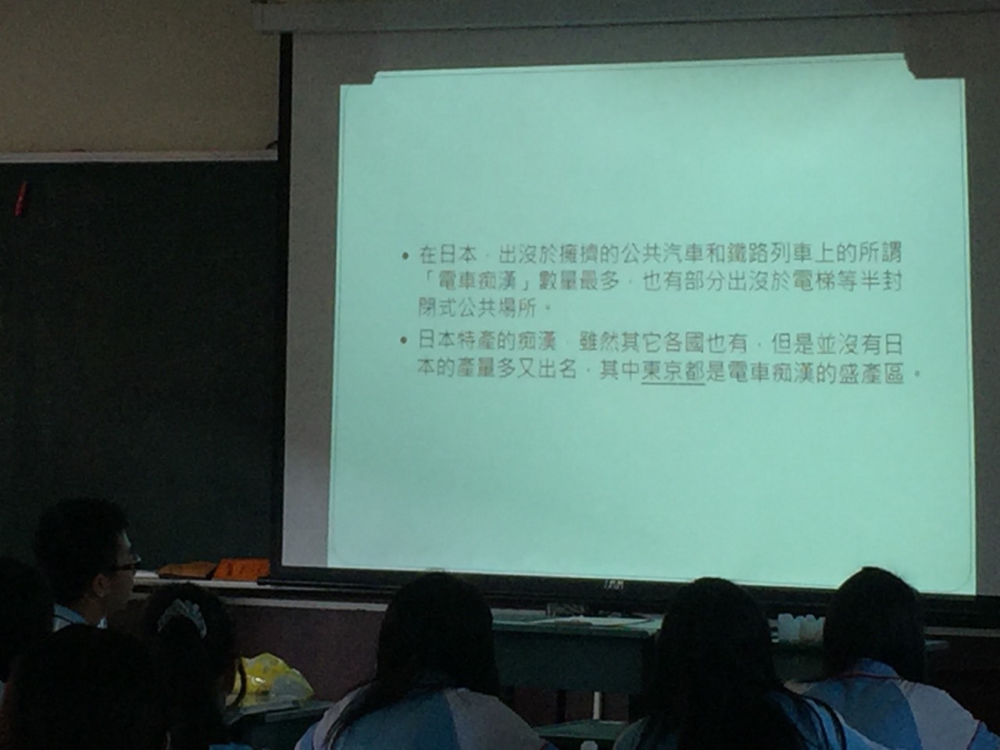 • 在日本，出沒於擁擠的公共汽車和鐵路列車上的所謂
「電車痴漢」數量最多，也有部分出沒於電梯等半封
閉式公共場所。
• 日本特產的痴漢，雖然其它各國也有，但是並沒有日
本的產量多又出名，其中東京都是電車痴漢的盛產區。